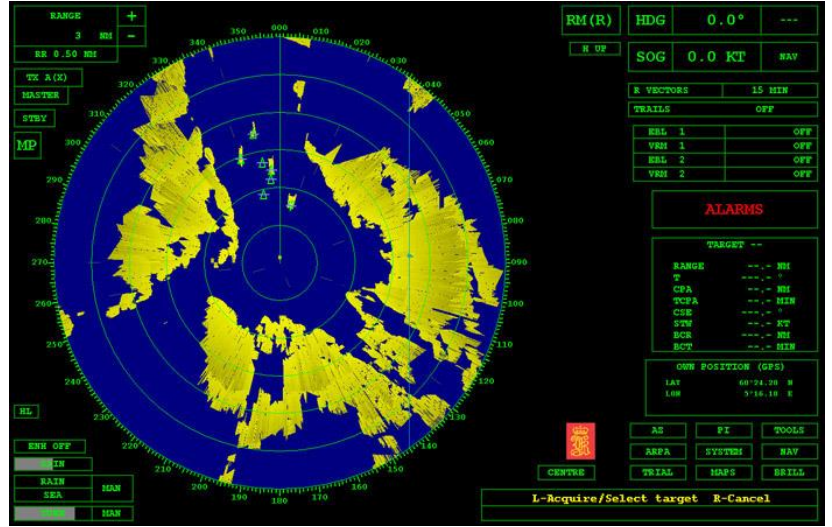 RANGE +
3 NM -
RR 0.50 NM
TX A(X)
MASTER
STBY
MP
HL
ENH OFF
RAIN
SEA
MAN
MAN
000
010
020
030
040
050
060
070
080
090
100
110
120
130
140
150
160
170
180
190
200
210
220
230
240
250
260
270
280
290
300
310
320
330
340
350
RM(R)
H UP
HDG 0.0° ---
SOG 0.0 KT NAV
R VECTORS 15 MIN
TRAILS OFF
EBL 1 OFF
VRM 1 OFF
EBL 2 OFF
VRM 2 OFF
ALARMS
TARGET --
RANGE ---.- NM
T ---.- °
CPA ---.- NM
TCPA ---.- MIN
CSE ---.- °
STW ---.- KT
BCR ---.- NM
BCT ---.- MIN
OWN POSITION (GPS)
LAT 60°24.20 N
LON 5°16.10 E
CENTRE
AZ PI TOOLS
ARPA SYSTEM NAV
TRIAL MAPS BRILL
L-Acquire/Select target R-Cancel